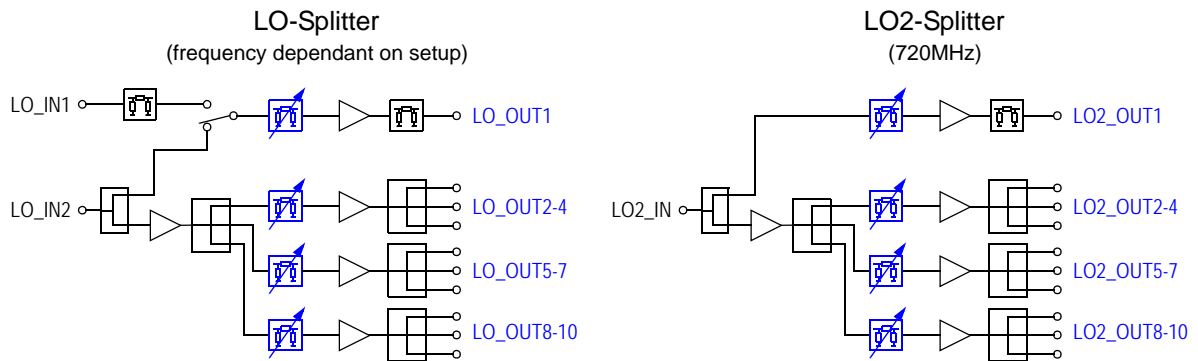 LO-Splitter
(frequency dependant on setup)
LO_IN1
LO_OUT1
LO_IN2
LO_OUT2-4
LO_OUT5-7
LO_OUT8-10
LO2-Splitter
(720MHz)
LO2_OUT1
LO2_IN
LO2_OUT2-4
LO2_OUT5-7
LO2_OUT8-10